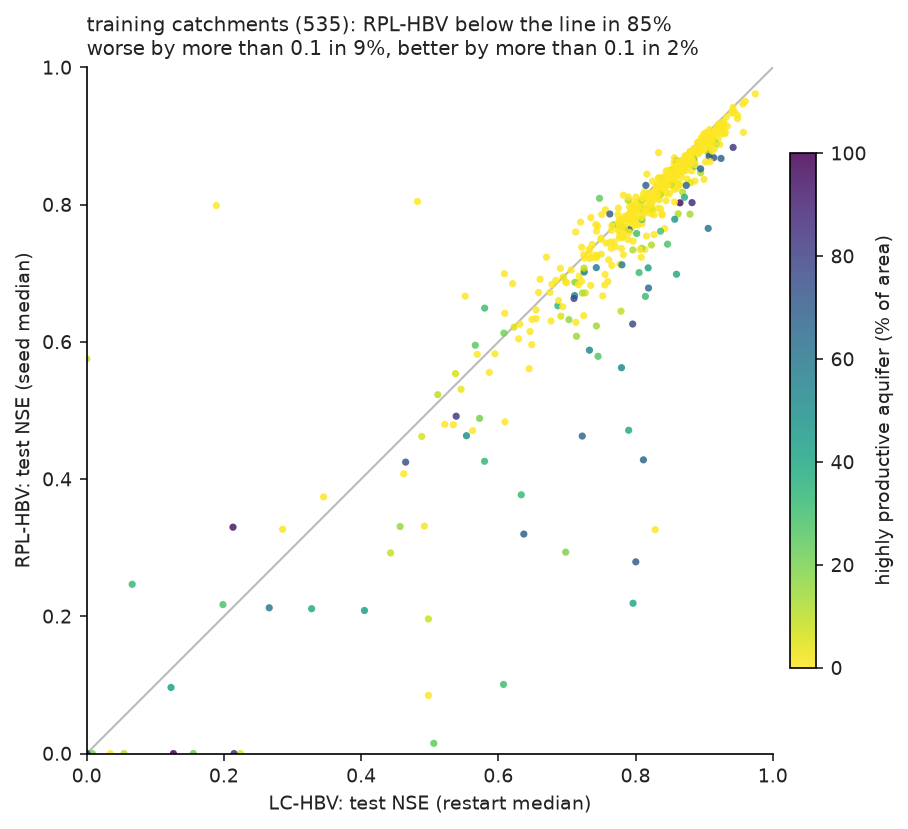 training catchments (535): RPL-HBV below the line in 85%
worse by more than 0.1 in 9%, better by more than 0.1 in 2%
1.0
0.8
0.6
0.4
0.2
0.0
RPL-HBV: test NSE (seed median)
0.0 0.2 0.4 0.6 0.8 1.0
LC-HBV: test NSE (restart median)
100
80
60
40
20
0
highly productive aquifer (% of area)